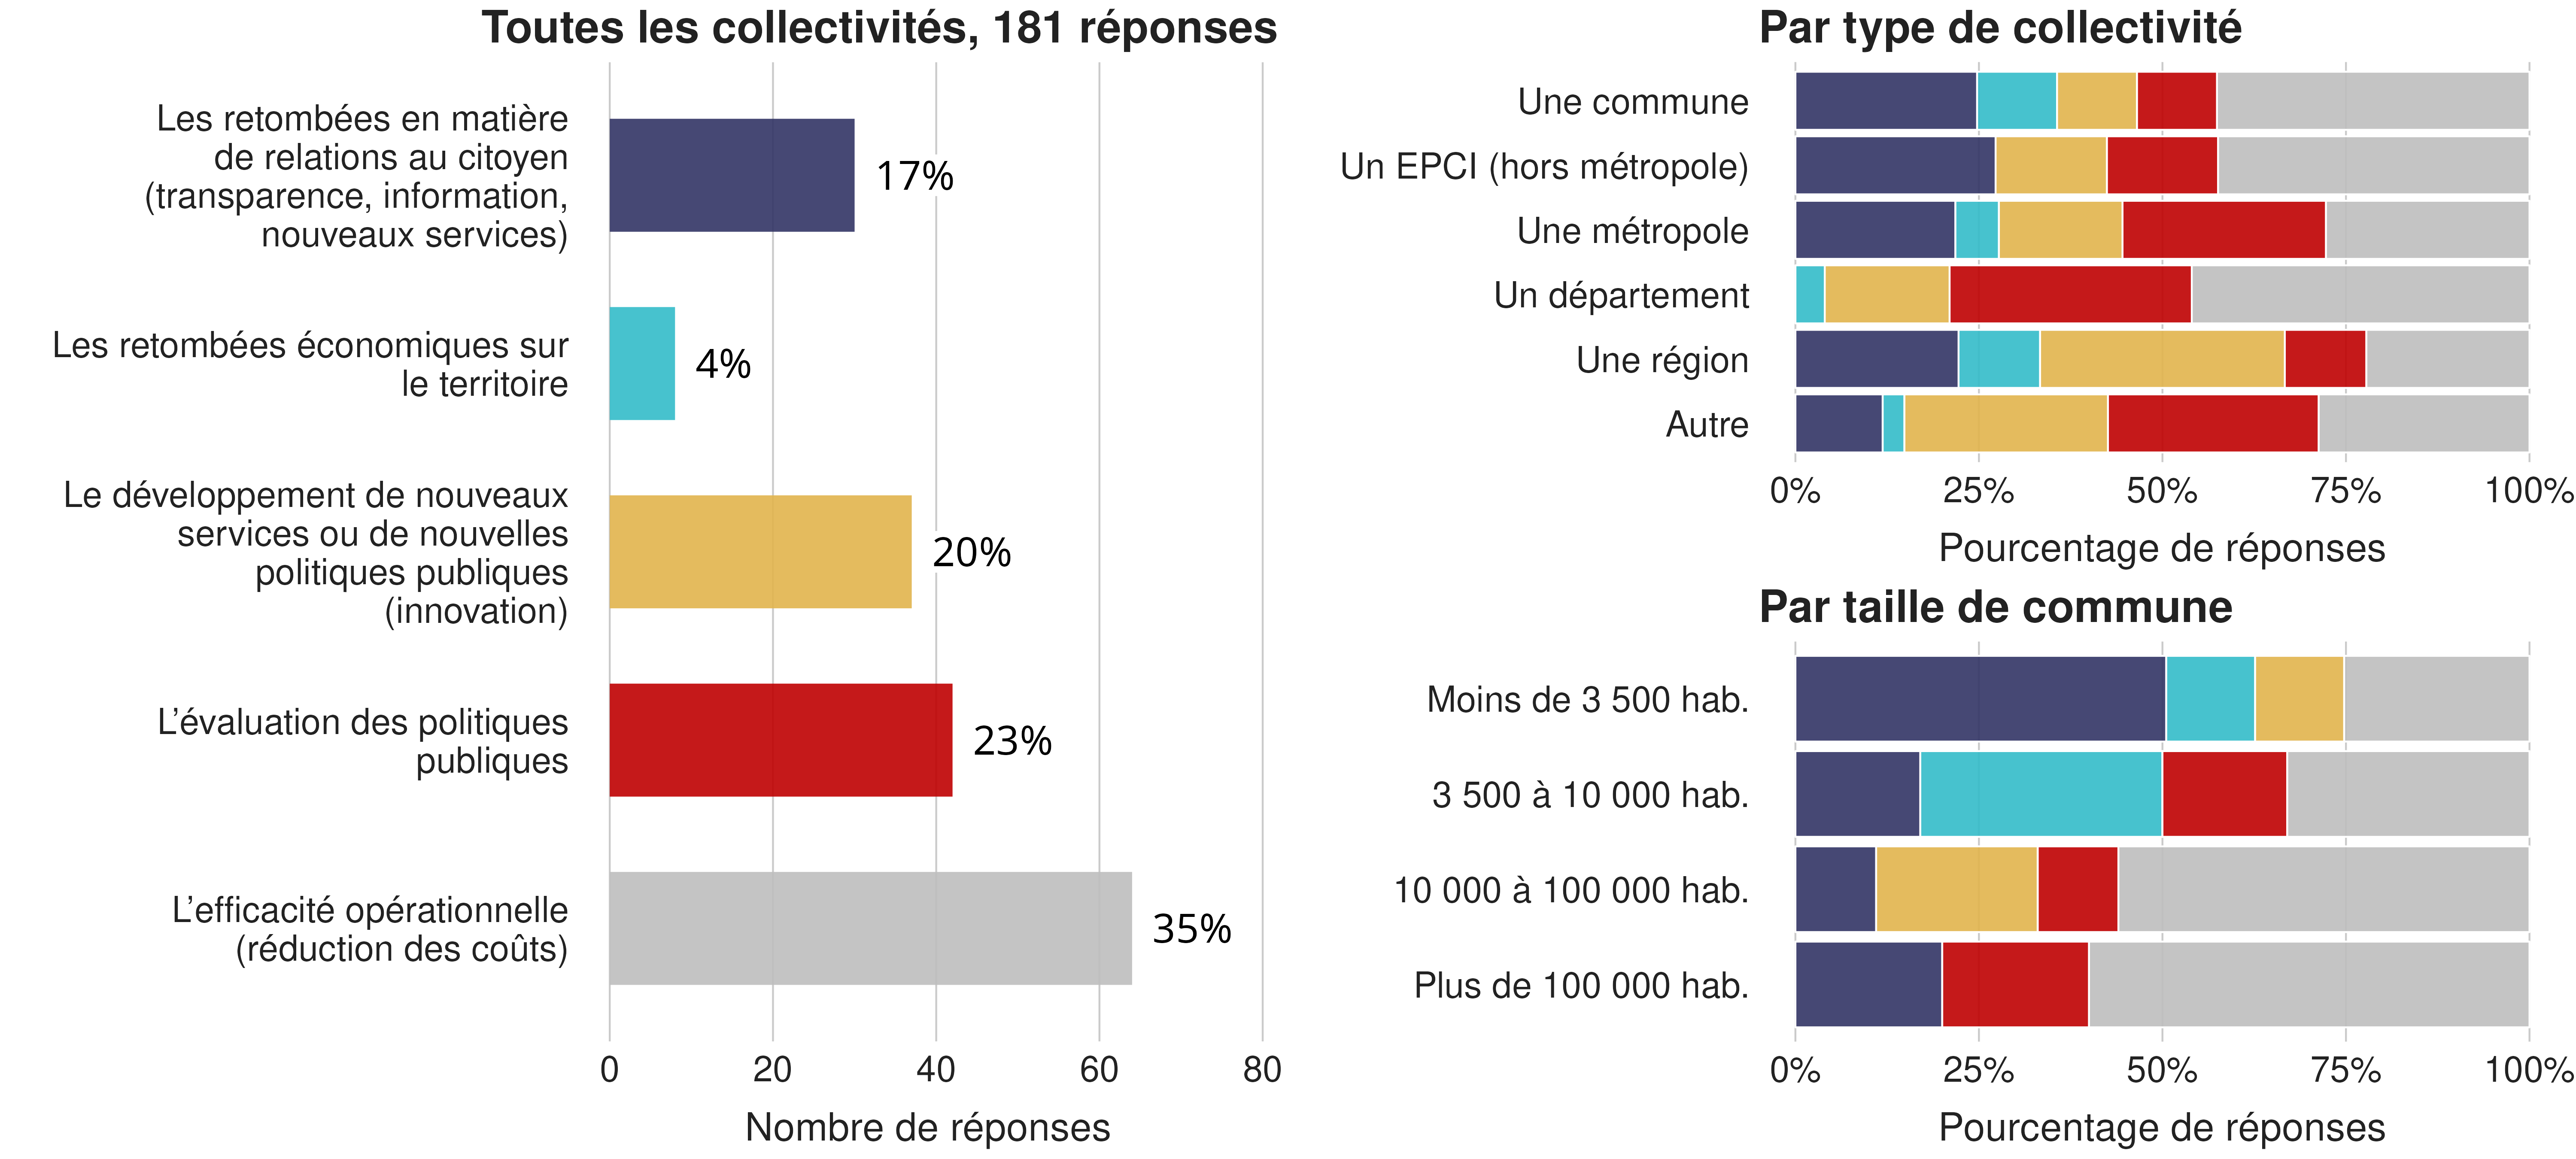 Toutes les collectivités, 181 réponses
Les retombées en matière
de relations au citoyen
(transparence, information,
nouveaux services)
17%
Les retombées économiques sur
le territoire
4%
Le développement de nouveaux
services ou de nouvelles
politiques publiques
(innovation)
20%
L’évaluation des politiques
publiques
23%
L’efficacité opérationnelle
(réduction des coûts)
35%
0 20 40 60 80
Nombre de réponses
Par type de collectivité
Une commune
Un EPCI (hors métropole)
Une métropole
Un département
Une région
Autre
0% 25% 50% 75% 100%
Pourcentage de réponses
Par taille de commune
Moins de 3 500 hab.
3 500 à 10 000 hab.
10 000 à 100 000 hab.
Plus de 100 000 hab.
0% 25% 50% 75% 100%
Pourcentage de réponses